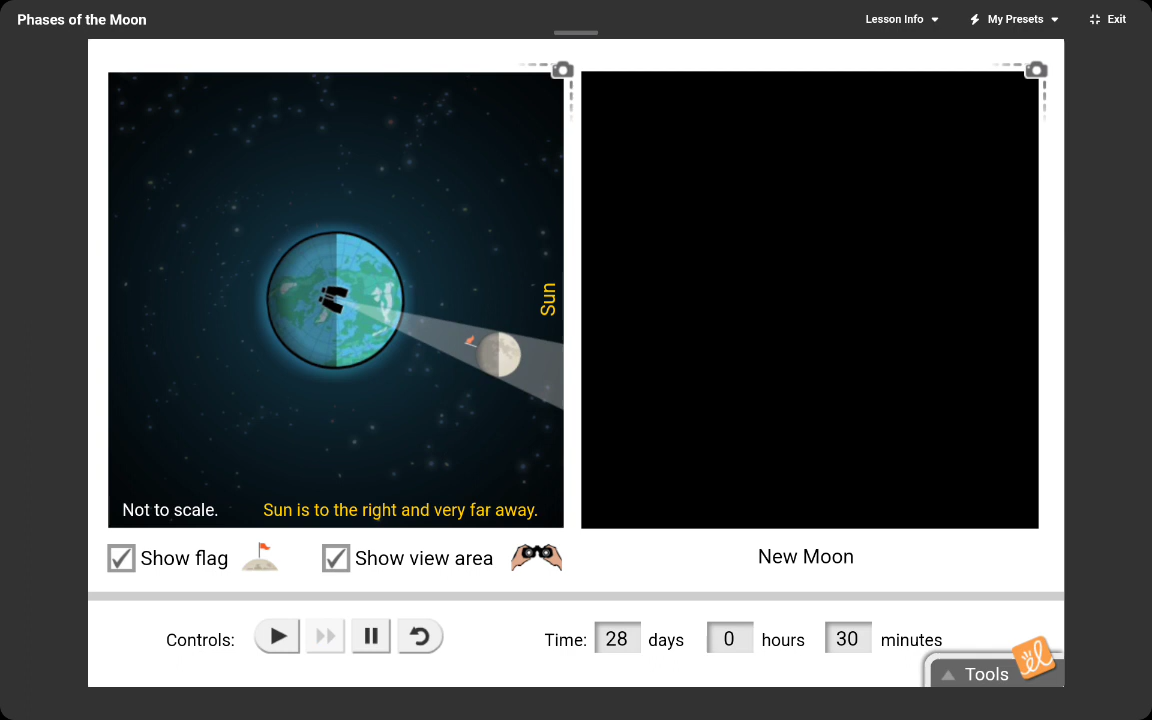 Phases of the Moon
Lesson Info
My Presets
Exit
Sun
Not to scale.
Sun is to the right and very far away.
Show flag
Show view area
New Moon
Controls:
Time: 28 days 0 hours 30 minutes
Tools